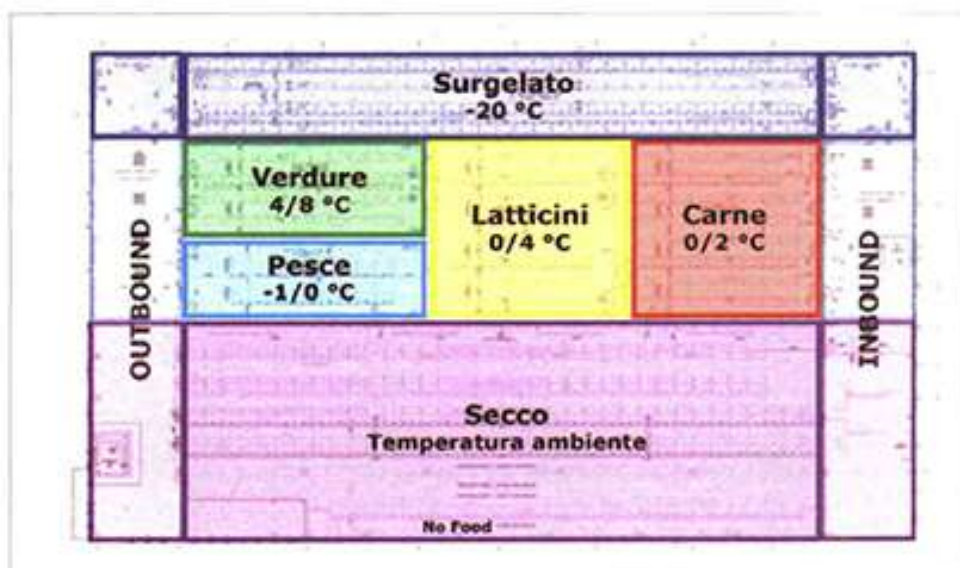 Surgelato
-20 °C
OUTBOUND
Verdure
4/8 °C
Pesce
-1/0 °C
Latticini
0/4 °C
Carne
0/2 °C
INBOUND
Secco
Temperatura ambiente
No Food